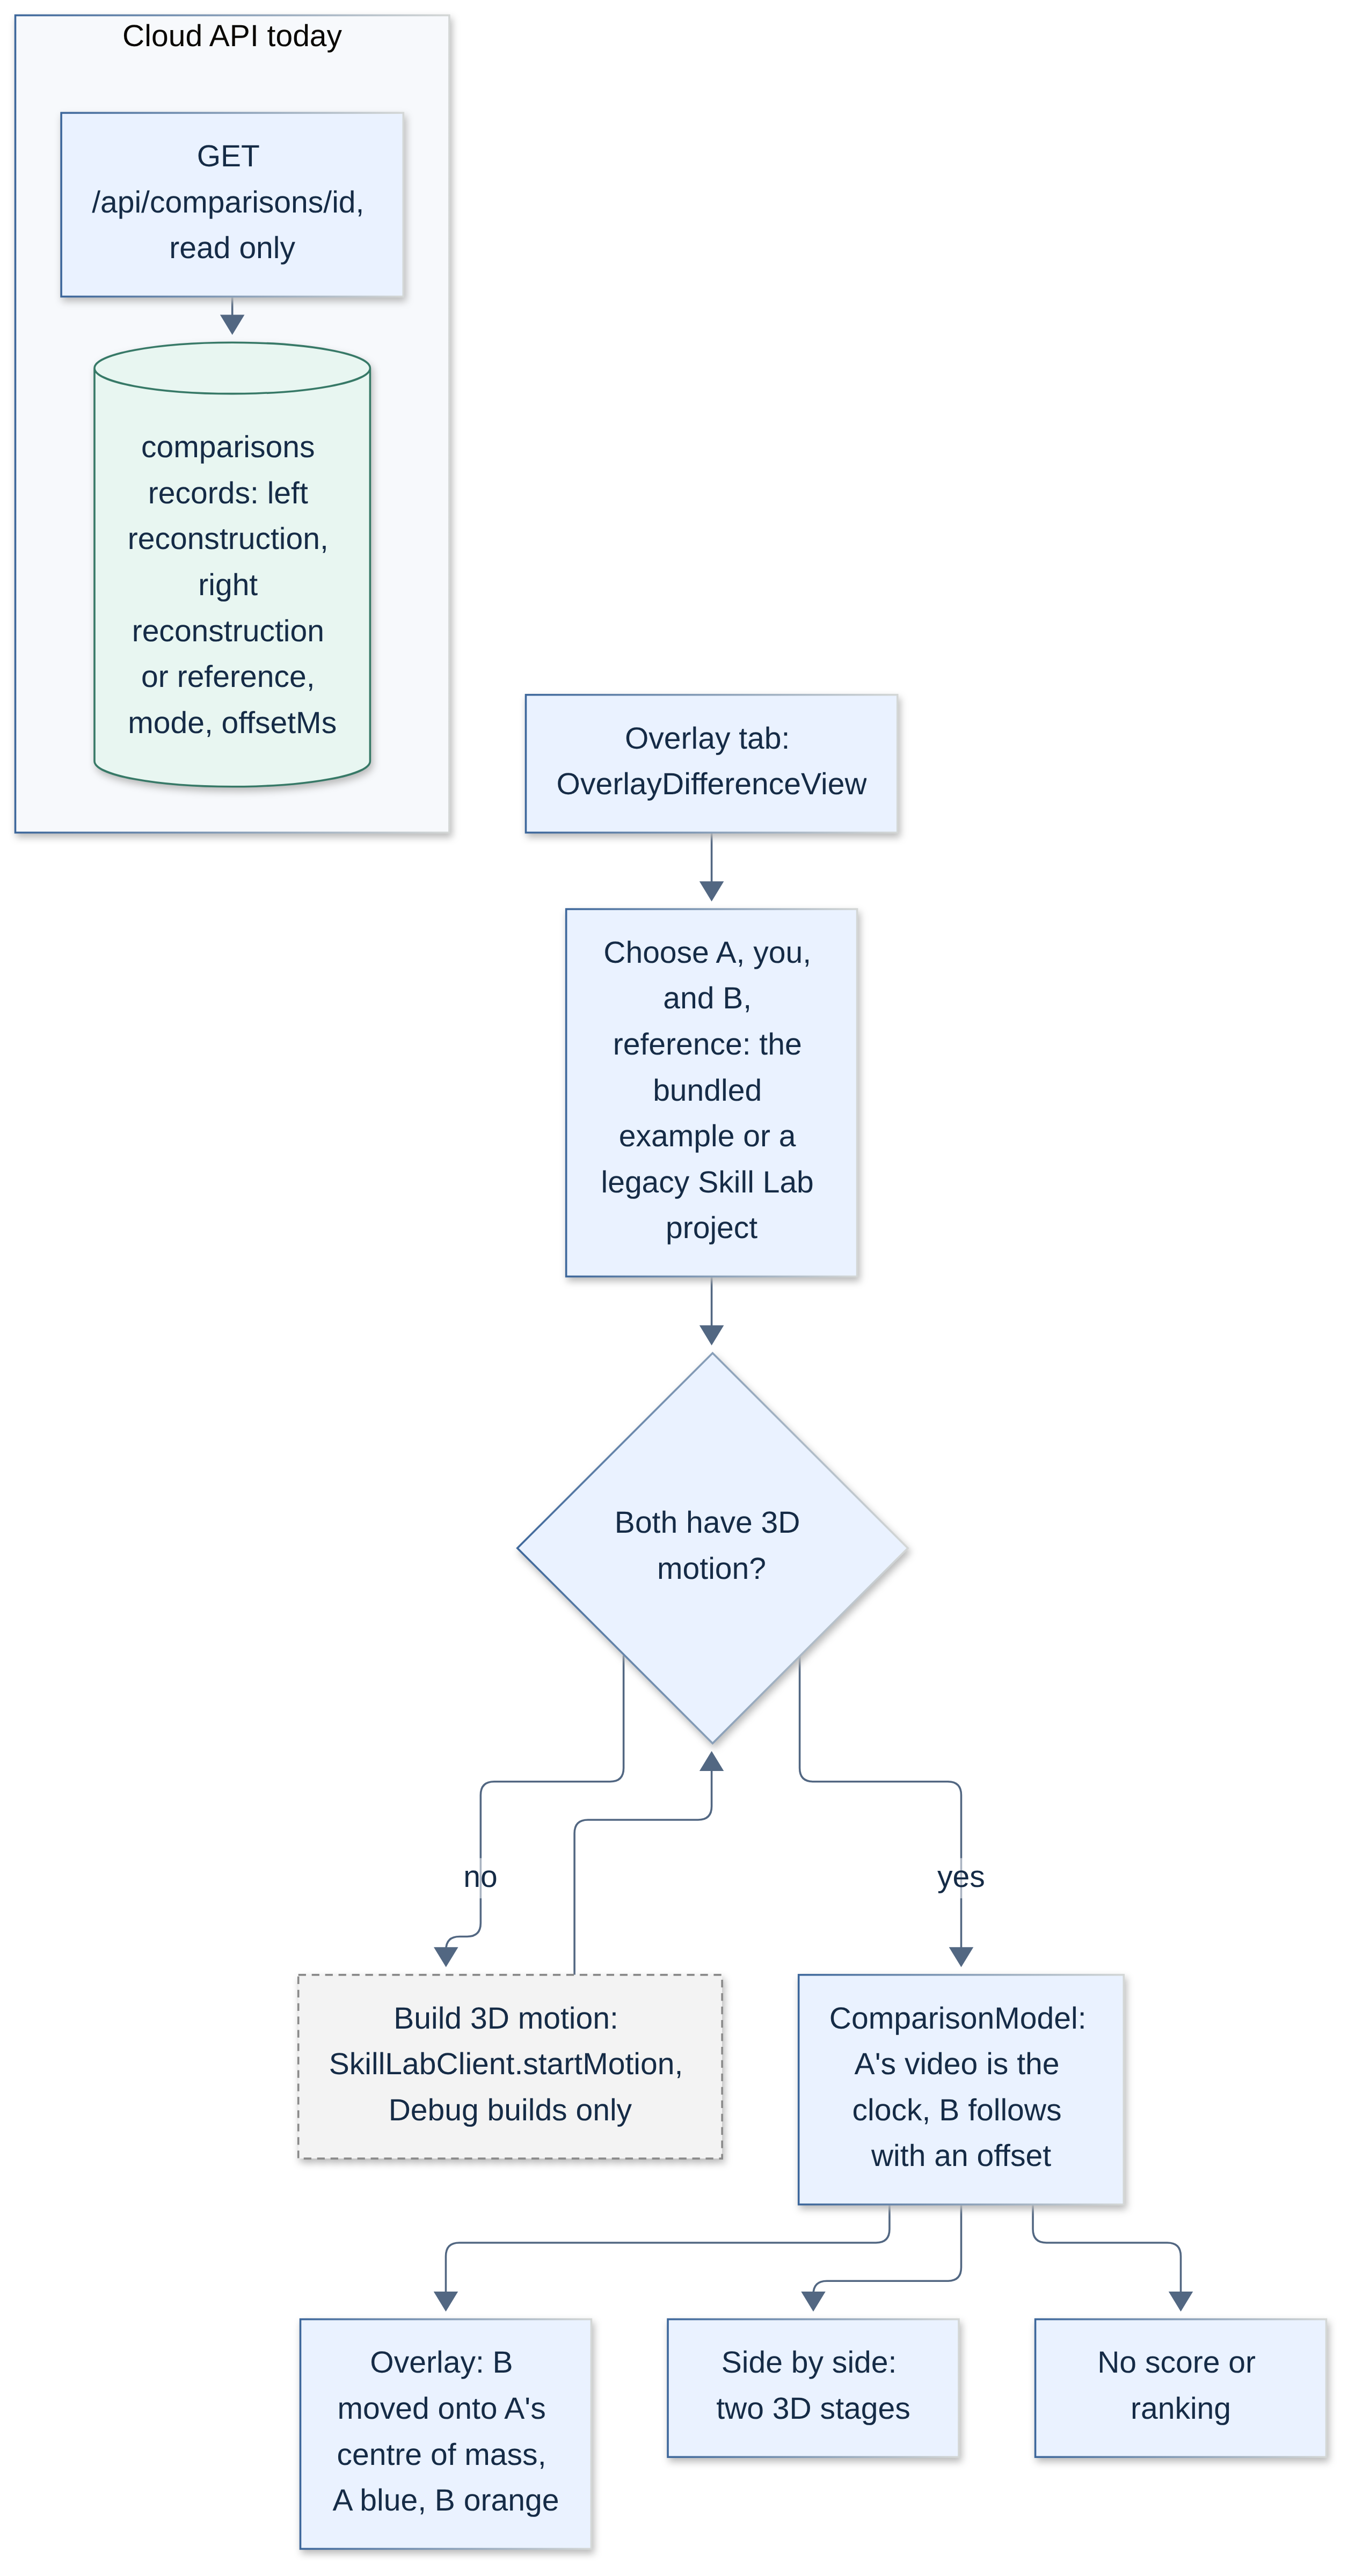 Cloud API today
GET
/api/comparisons/id,
read only
comparisons
records: left
reconstruction,
right
reconstruction
or reference,
mode, offsetMs
Overlay tab:
OverlayDifferenceView
Choose A, you,
and B,
reference: the
bundled
example or a
legacy Skill Lab
project
Both have 3D
motion?
no
yes
Build 3D motion:
SkillLabClient.startMotion,
Debug builds only
ComparisonModel:
A's video is the
clock, B follows
with an offset
Overlay: B
moved onto A's
centre of mass,
A blue, B orange
Side by side:
two 3D stages
No score or
ranking